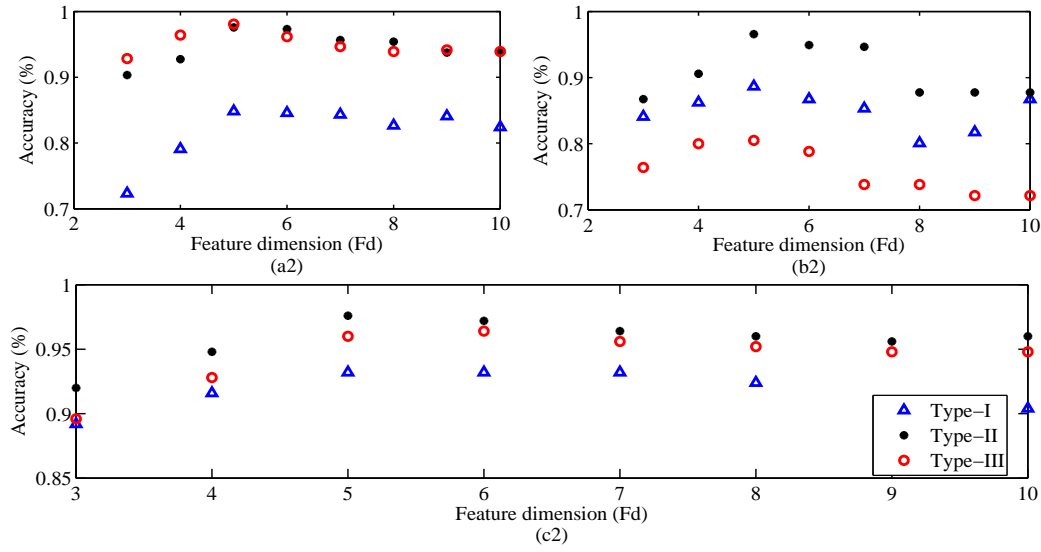 1
0.9
0.8
0.7
Accuracy (%)
2
4
6
8
10
Feature dimension (Fd)
(a2)
1
0.9
0.8
0.7
Accuracy (%)
2
4
6
8
10
Feature dimension (Fd)
(b2)
1
0.95
0.9
0.85
Accuracy (%)
3
4
5
6
7
8
9
10
Feature dimension (Fd)
(c2)
Type−I
Type−II
Type−III